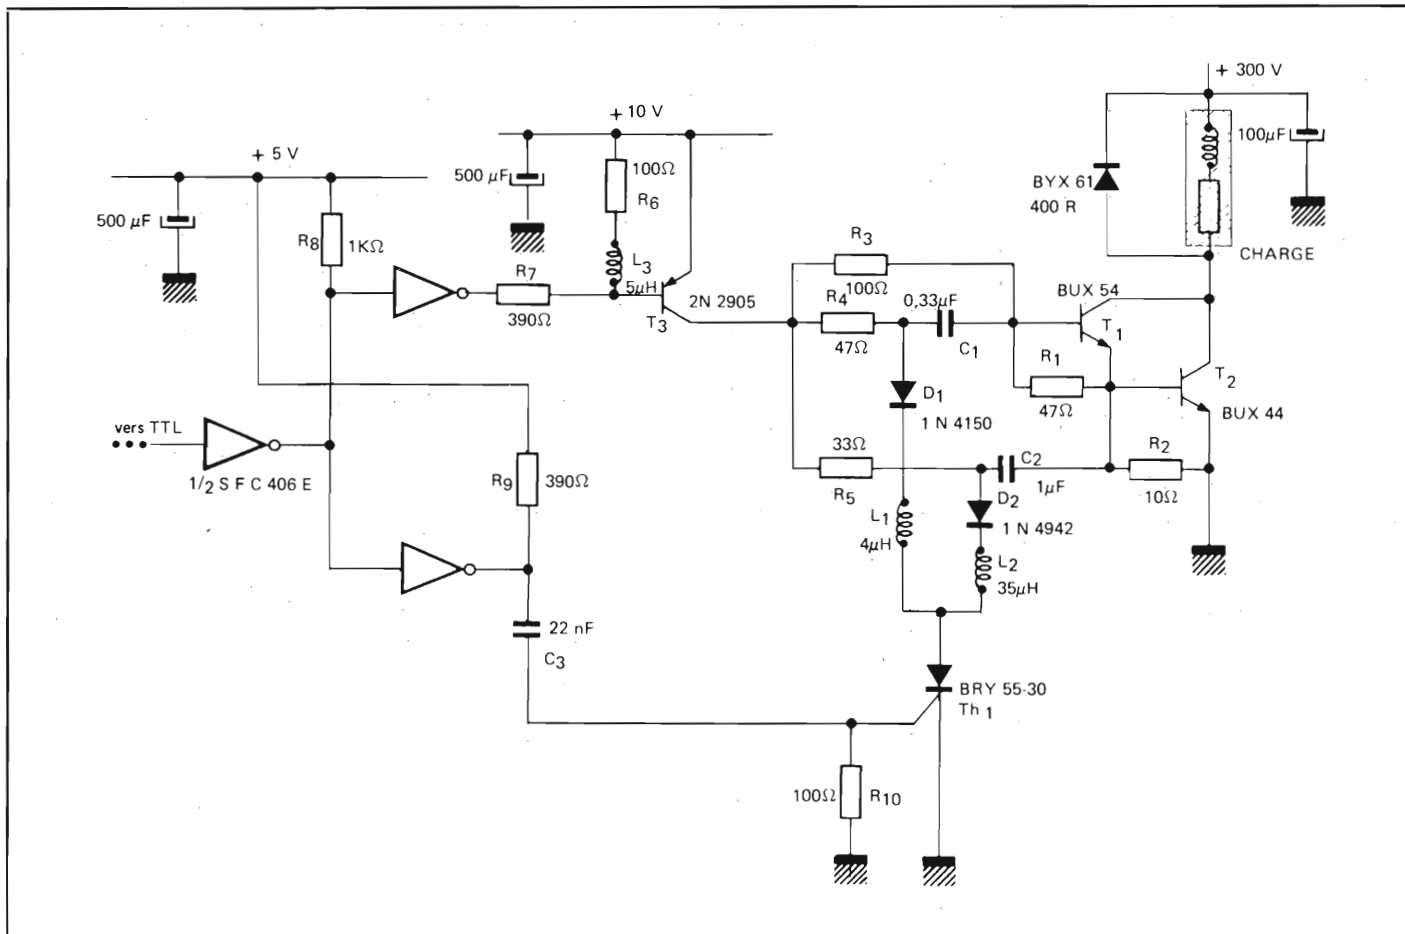 + 300 V
100µF
BYX 61
400 R
CHARGE
+ 10 V
500 µF
100Ω
R6
L3
5µH
+ 5 V
500 µF
R8
1KΩ
R7
390Ω
2N 2905
T3
R3
100Ω
R4
47Ω
0,33µF
C1
BUX 54
T1
R1
47Ω
T2
BUX 44
D1
1 N 4150
vers TTL
1/2 S F C 406 E
R9
390Ω
33Ω
R5
C2
1µF
R2
10Ω
D2
1 N 4942
L1
4µH
L2
35µH
22 nF
C3
BRY 55-30
Th1
100Ω
R10